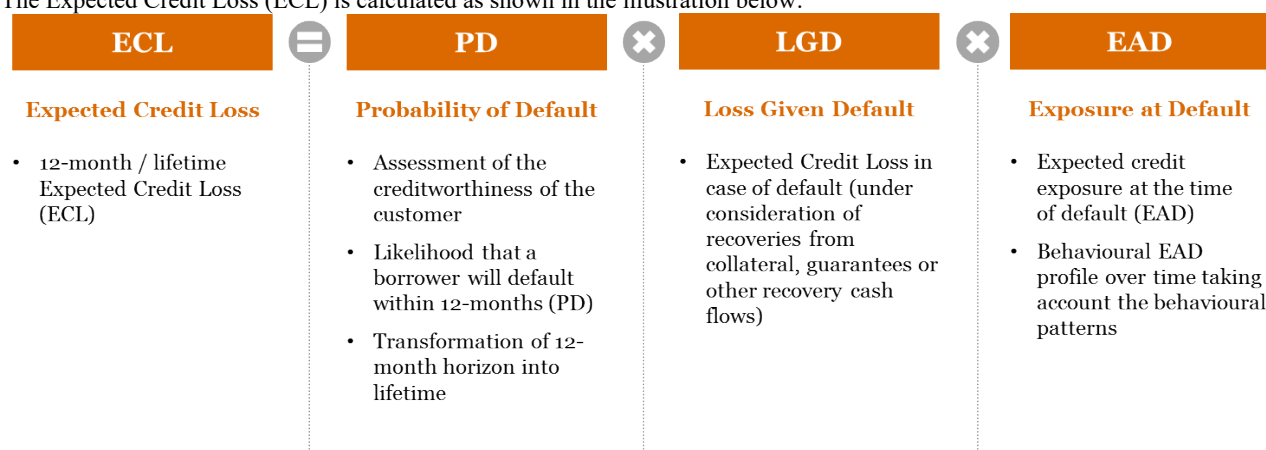 The Expected Credit Loss (ECL) is calculated as shown in the illustration below:
ECL
=
PD
×
LGD
×
EAD
Expected Credit Loss
• 12-month / lifetime
Expected Credit Loss
(ECL)
Probability of Default
• Assessment of the
creditworthiness of the
customer
• Likelihood that a
borrower will default
within 12-months (PD)
• Transformation of 12-
month horizon into
lifetime
Loss Given Default
• Expected Credit Loss in
case of default (under
consideration of
recoveries from
collateral, guarantees or
other recovery cash
flows)
Exposure at Default
• Expected credit
exposure at the time
of default (EAD)
• Behavioural EAD
profile over time taking
account the behavioural
patterns